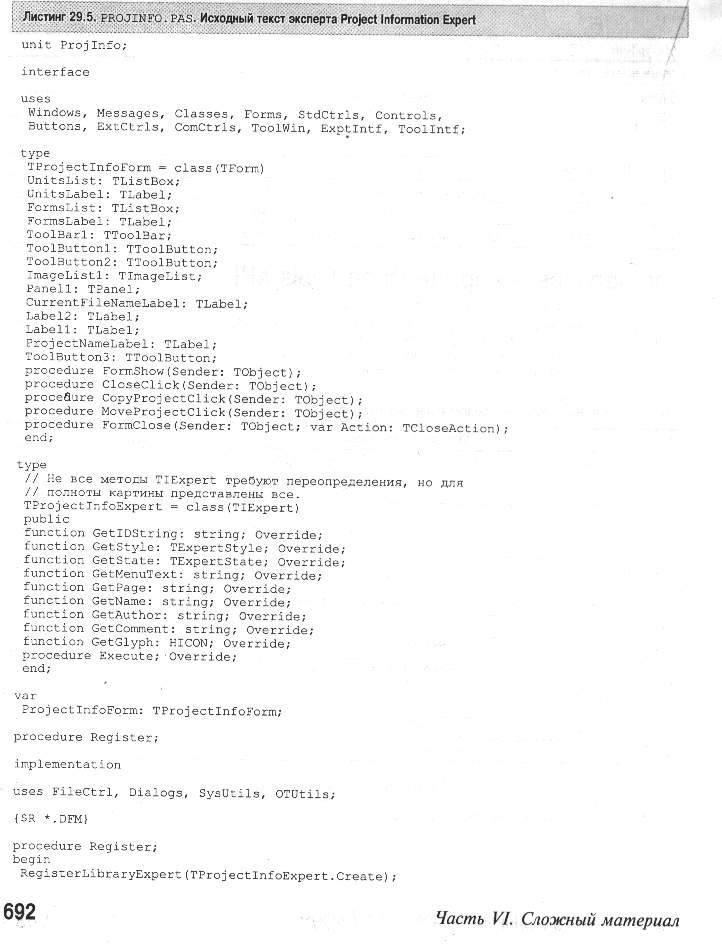 Листинг 29.5. PROJINFO.PAS. Исходный текст эксперта Project Information Expert
unit ProjInfo;
interface
uses
Windows, Messages, Classes, Forms, StdCtrls, Controls,
Buttons, ExtCtrls, ComCtrls, ToolWin, ExptIntf, ToolIntf;
type
TProjectInfoForm = class(TForm)
UnitsList: TListBox;
UnitsLabel: TLabel;
FormsList: TListBox;
FormsLabel: TLabel;
ToolBar1: TToolBar;
ToolButton1: TToolButton;
ToolButton2: TToolButton;
ImageList1: TImageList;
Panel1: TPanel;
CurrentFileNameLabel: TLabel;
Label2: TLabel;
Label1: TLabel;
ProjectNameLabel: TLabel;
ToolButton3: TToolButton;
procedure FormShow(Sender: TObject);
procedure CloseClick(Sender: TObject);
procedure CopyProjectClick(Sender: TObject);
procedure MoveProjectClick(Sender: TObject);
procedure FormClose(Sender: TObject; var Action: TCloseAction);
end;
type
// Не все методы TIExpert требуют переопределения, но для
// полноты картины представлены все.
TProjectInfoExpert = class(TIExpert)
public
function GetIDString: string; Override;
function GetStyle: TExpertStyle; Override;
function GetState: TExpertState; Override;
function GetMenuText: string; Override;
function GetPage: string; Override;
function GetName: string; Override;
function GetAuthor: string; Override;
function GetComment: string; Override;
function GetGlyph: HICON; Override;
procedure Execute; Override;
end;
var
ProjectInfoForm: TProjectInfoForm;
procedure Register;
implementation
uses FileCtrl, Dialogs, SysUtils, OTUtils;
{$R *.DFM}
procedure Register;
begin
RegisterLibraryExpert(TProjectInfoExpert.Create);
692
Часть VI. Сложный материал